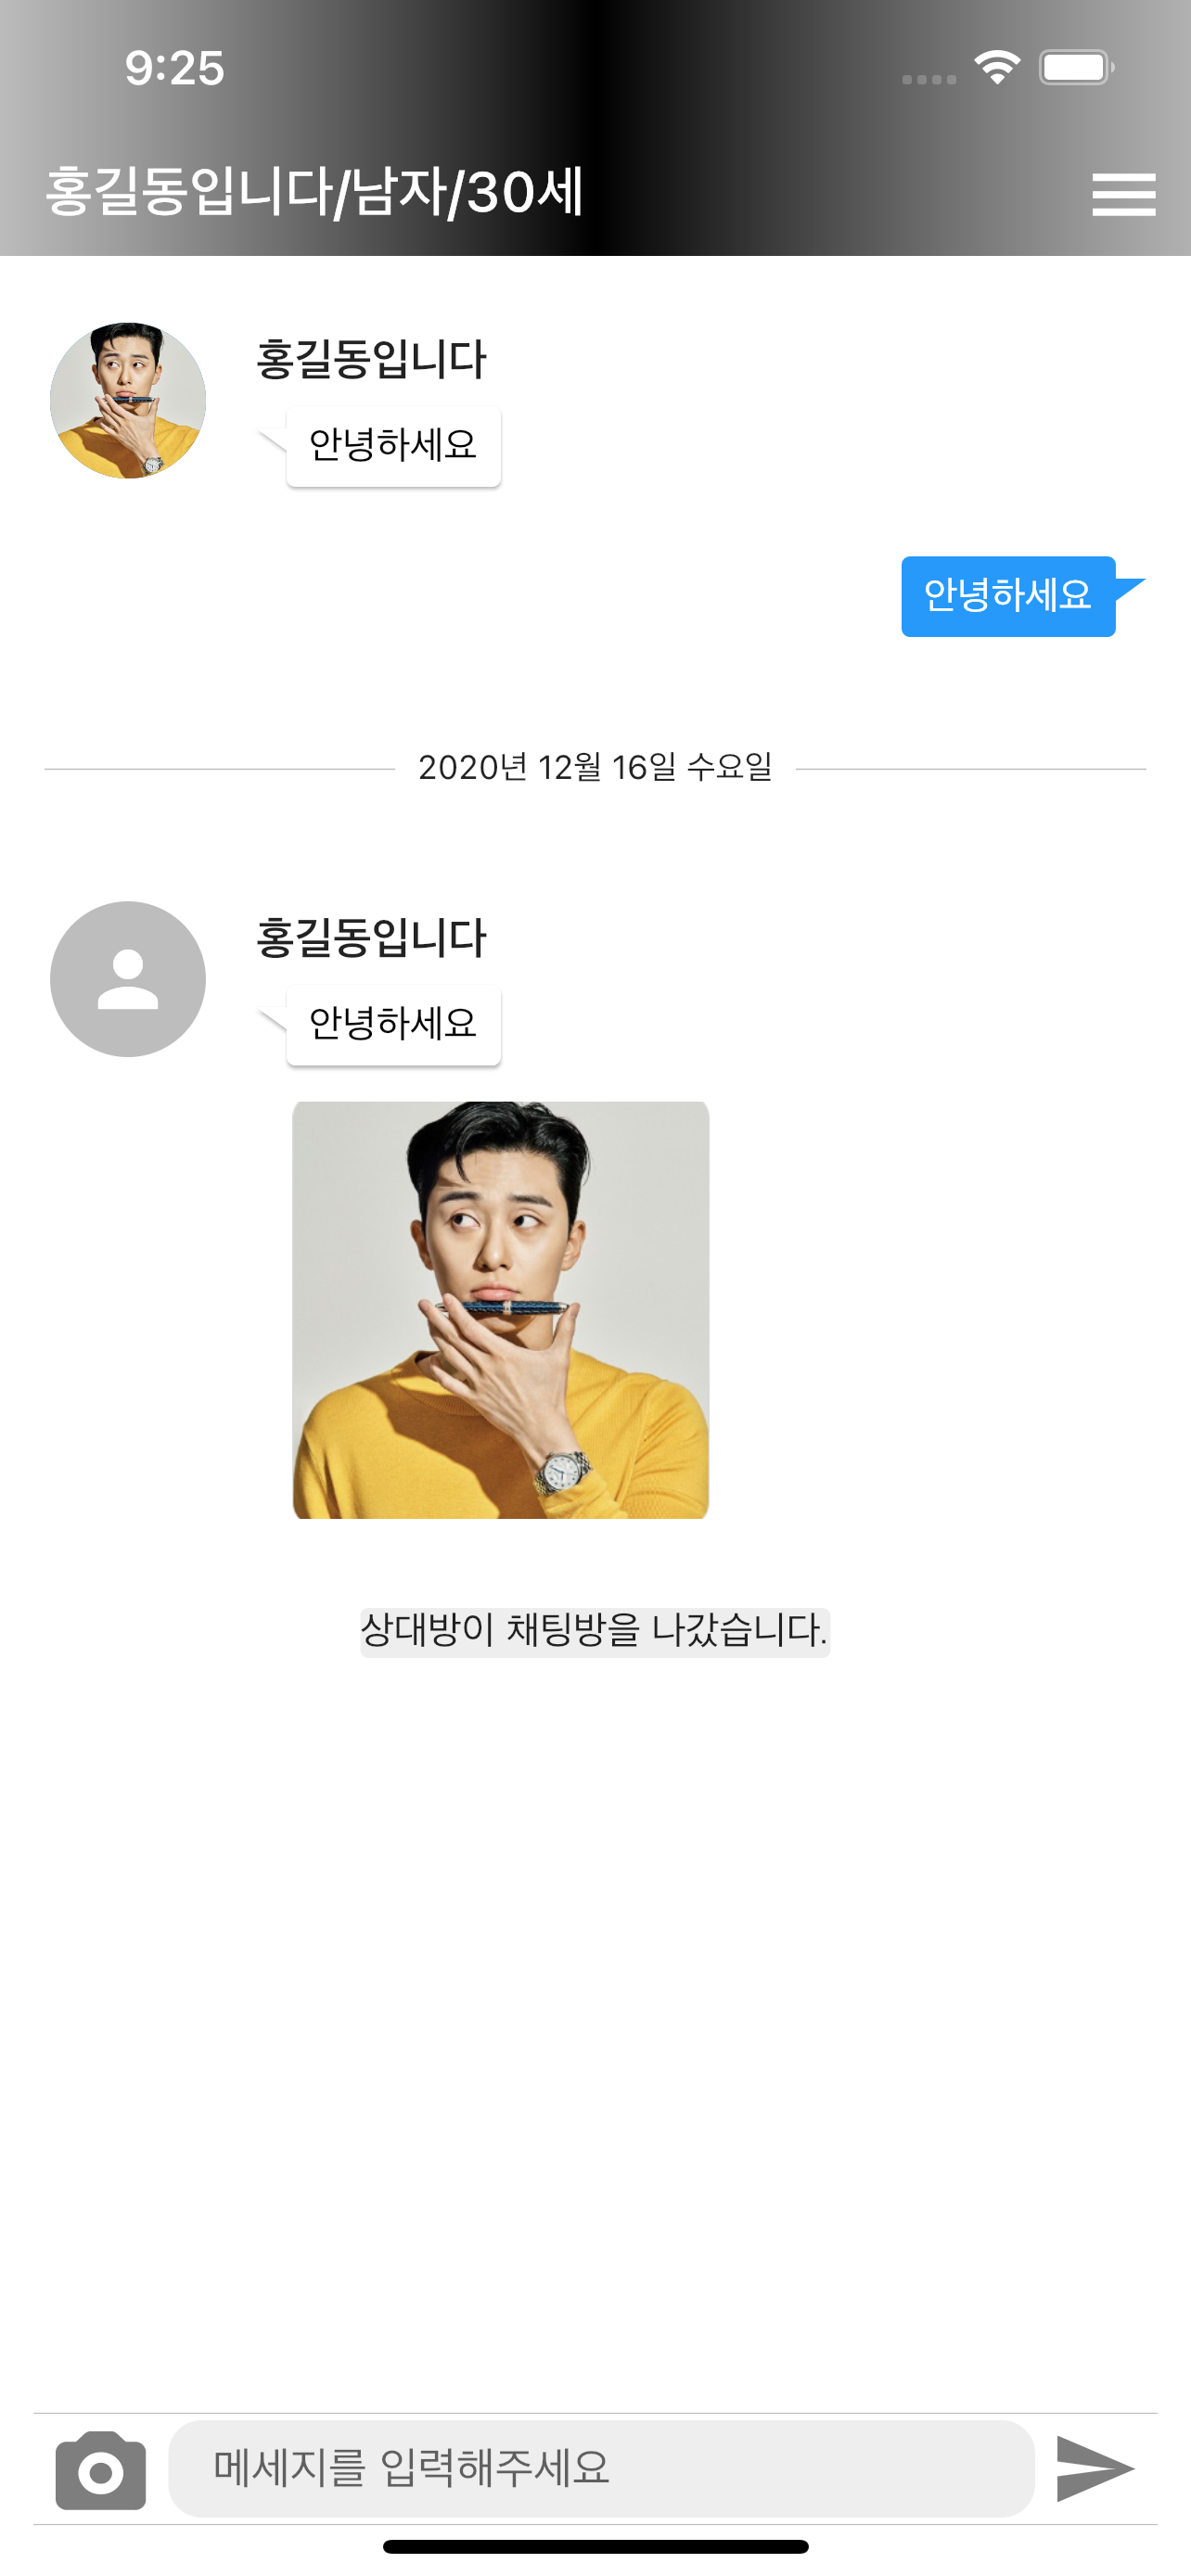 9:25
홍길동입니다/남자/30세
홍길동입니다
안녕하세요
안녕하세요
2020년 12월 16일 수요일
홍길동입니다
안녕하세요
상대방이 채팅방을 나갔습니다.
메세지를 입력해주세요